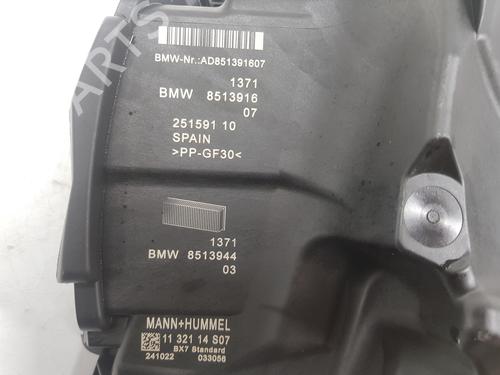 BMW-Nr.:AD851391607
1371
BMW 8513916
07
251591 10
SPAIN
>PP-GF30<
1371
BMW 8513944
03
MANN+HUMMEL
11 321 14 S07
BX7 Standard
241022 033056